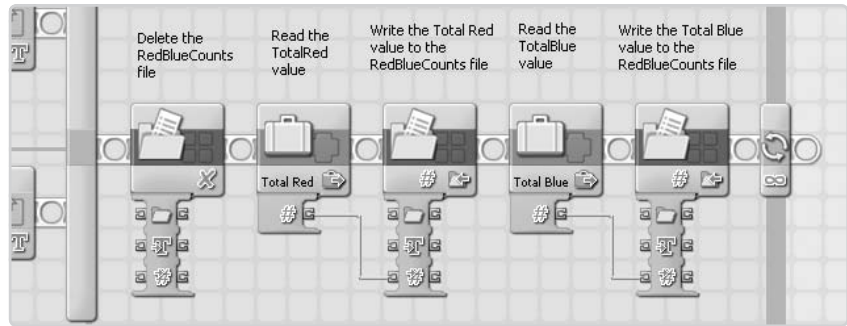 Delete the
RedBlueCounts
file
Read the
TotalRed
value
Write the Total Red
value to the
RedBlueCounts file
Read the
TotalBlue
value
Write the Total Blue
value to the
RedBlueCounts file
T
Total Red
#
Total Blue
#
#
#
T
T
T
T
#
#
#